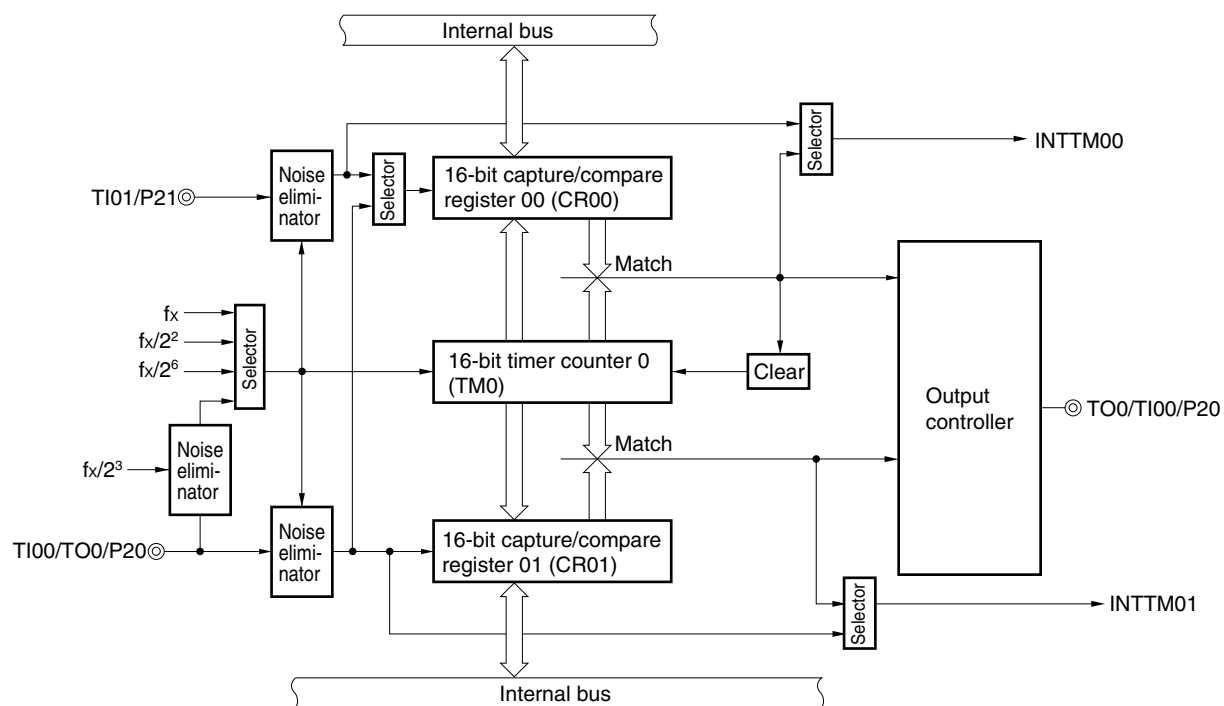 Internal bus
Selector
INTTM00
TI01/P21
Noise
elimi-
nator
Selector
16-bit capture/compare
register 00 (CR00)
Match
fx
fx/2²
fx/2⁶
Selector
16-bit timer counter 0
(TM0)
Clear
Output
controller
TO0/TI00/P20
fx/2³
Noise
elimi-
nator
Match
TI00/TO0/P20
Noise
elimi-
nator
16-bit capture/compare
register 01 (CR01)
Selector
INTTM01
Internal bus